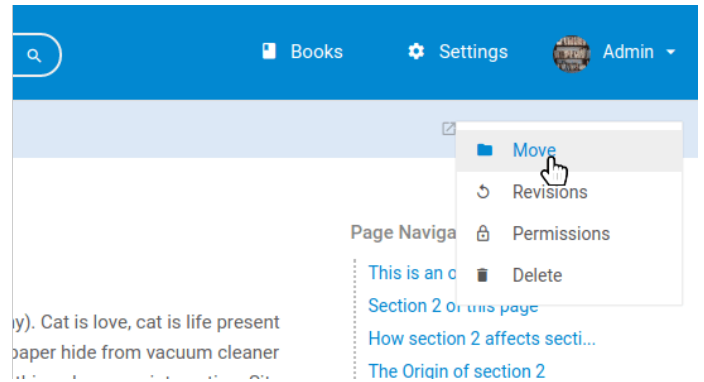 Books Settings Admin
Move
Revisions
Page Naviga
Permissions
This is an o
Delete
Section 2 of this page
y). Cat is love, cat is life present
How section 2 affects secti...
paper hide from vacuum cleaner
The Origin of section 2